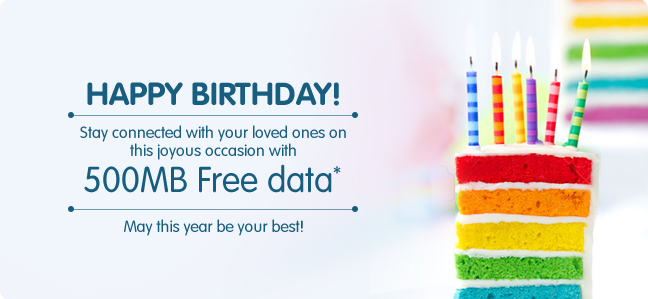 HAPPY BIRTHDAY!
Stay connected with your loved ones on
this joyous occasion with
500MB Free data*
May this year be your best!